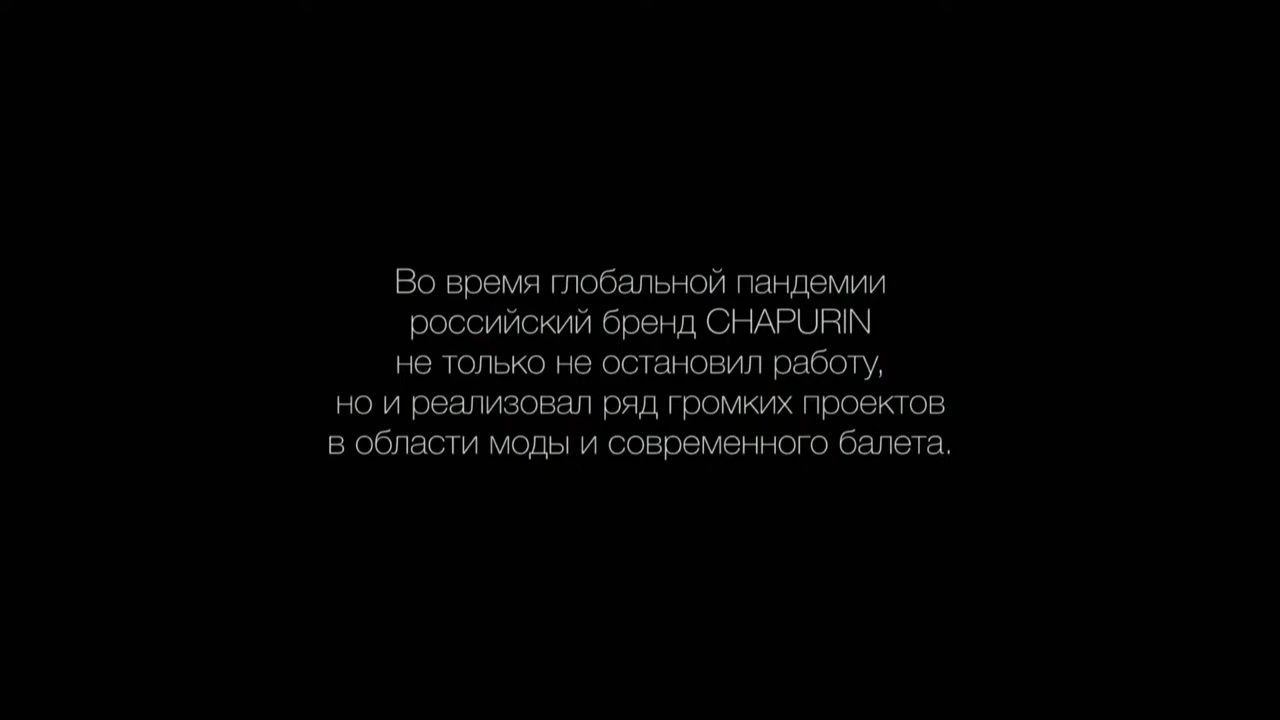 Во время глобальной пандемии
российский бренд CHAPURIN
не только не остановил работу,
но и реализовал ряд громких проектов
в области моды и современного балета.